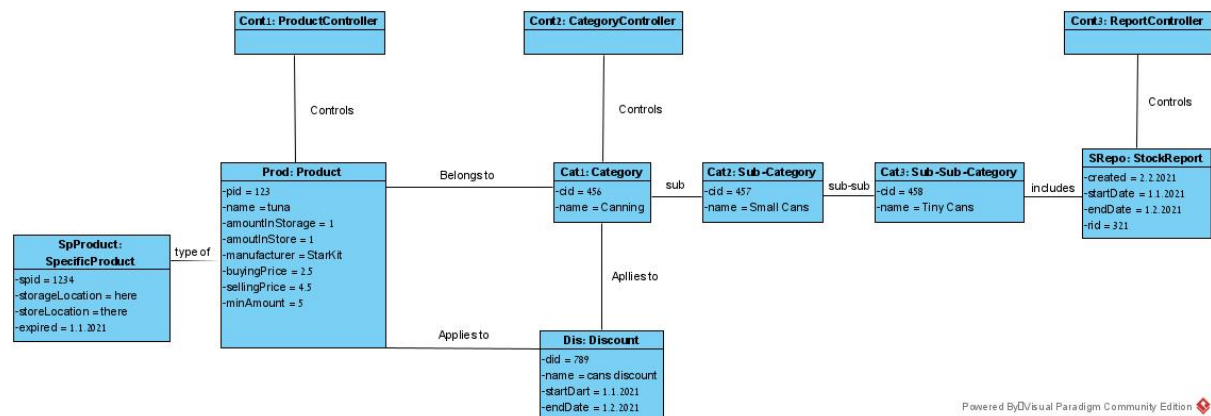 Cont1: ProductController
Cont2: CategoryController
Cont3: ReportController
Controls
Controls
Controls
Prod: Product
-pid = 123
-name = tuna
-amountInStorage = 1
-amoutInStore = 1
-manufacturer = StarKit
-buyingPrice = 2.5
-sellingPrice = 4.5
-minAmount = 5
Belongs to
Cat1: Category
-cid = 456
-name = Canning
sub
Cat2: Sub-Category
-cid = 457
-name = Small Cans
sub-sub
Cat3: Sub-Sub-Category
-cid = 458
-name = Tiny Cans
includes
SRepo: StockReport
-created = 2.2.2021
-startDate = 1.1.2021
-endDate = 1.2.2021
-rid = 321
SpProduct:
SpecificProduct
-spid = 1234
-storageLocation = here
-storeLocation = there
-expired = 1.1.2021
type of
Apllies to
Applies to
Dis: Discount
-did = 789
-name = cans discount
-startDart = 1.1.2021
-endDate = 1.2.2021
Powered By Visual Paradigm Community Edition